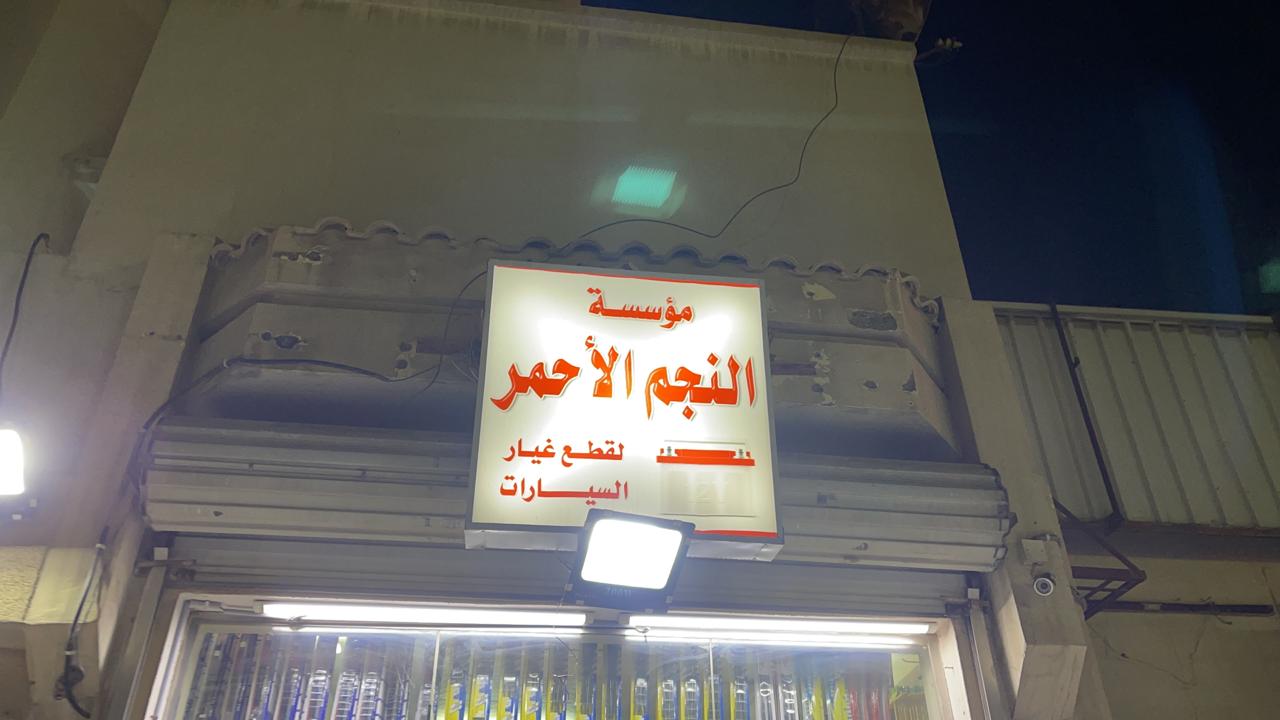 مؤسسة
النجم الأحمر
لقطع غيار
السيارات